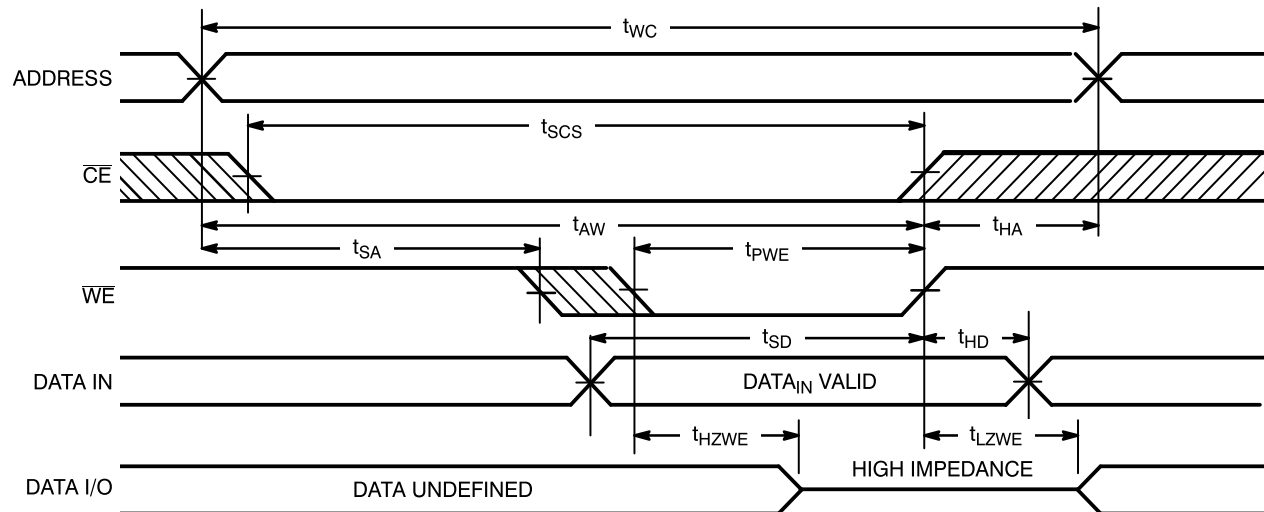 tWC
ADDRESS
tSCS
CE
tAW
tHA
tSA
tPWE
WE
tSD
tHD
DATA IN
DATAIN VALID
tHZWE
tLZWE
HIGH IMPEDANCE
DATA I/O
DATA UNDEFINED